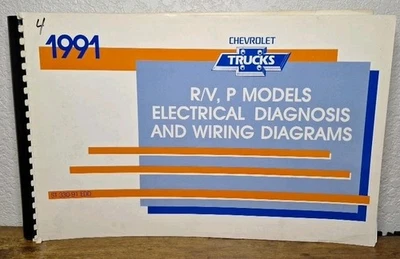 4
1991
CHEVROLET
TRUCKS
R/V, P MODELS
ELECTRICAL DIAGNOSIS
AND WIRING DIAGRAMS